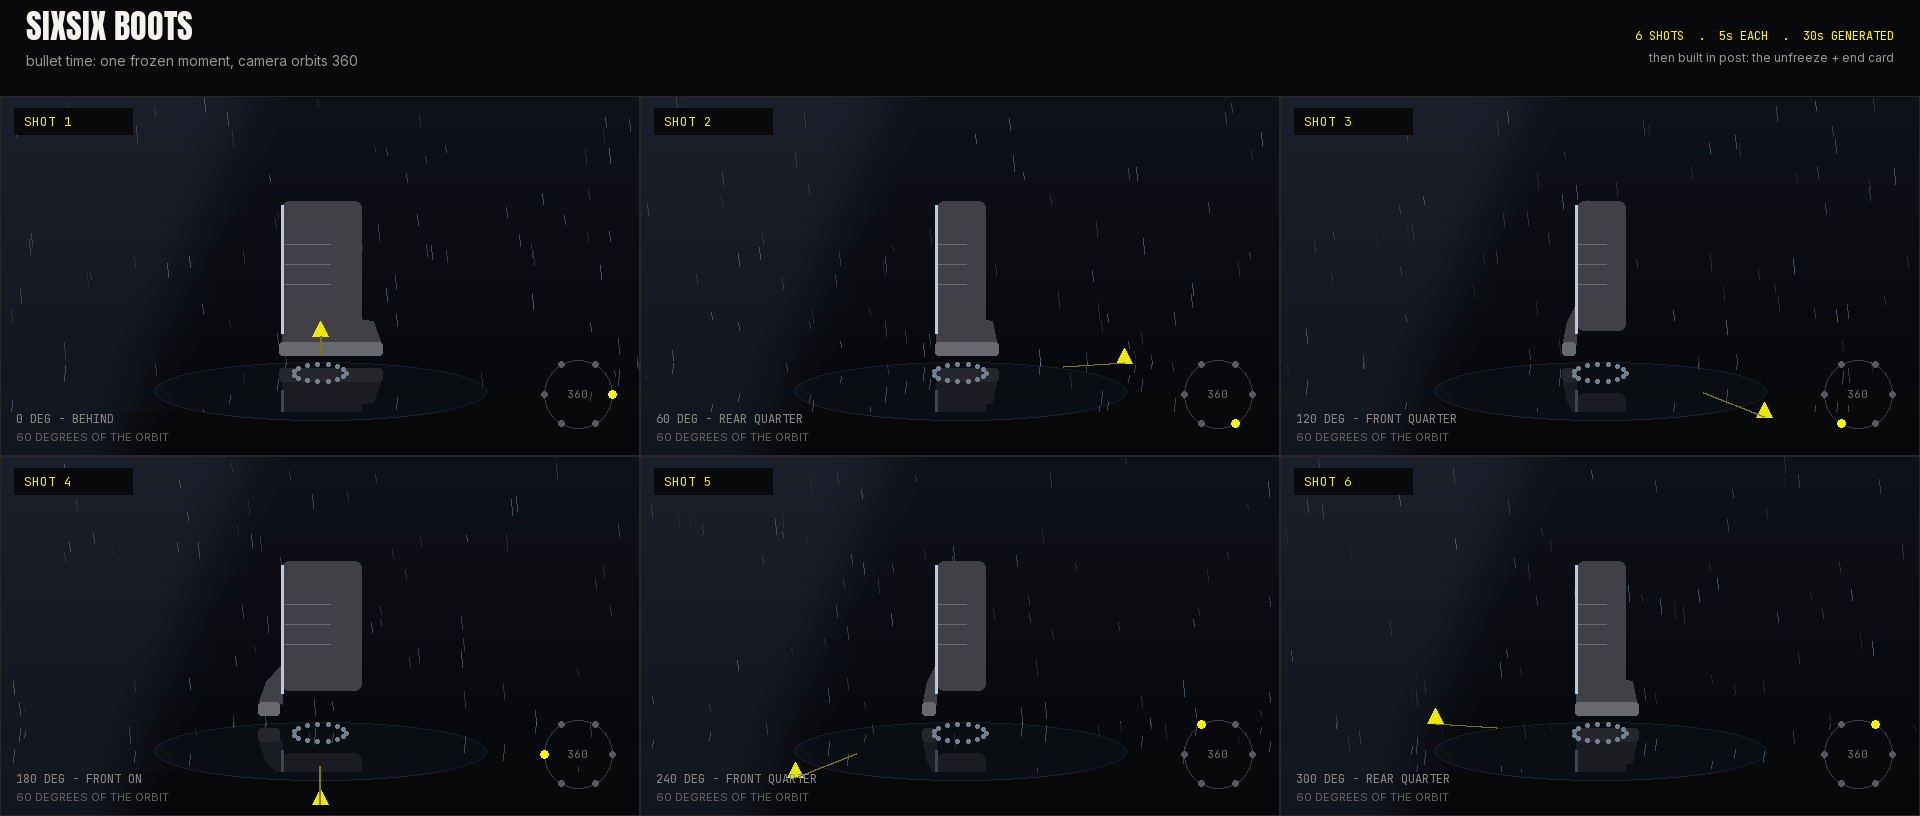 SIXSIX BOOTS
bullet time: one frozen moment, camera orbits 360
6 SHOTS . 5s EACH . 30s GENERATED
then built in post: the unfreeze + end card
SHOT 1
360
0 DEG - BEHIND
60 DEGREES OF THE ORBIT
SHOT 2
360
60 DEG - REAR QUARTER
60 DEGREES OF THE ORBIT
SHOT 3
360
120 DEG - FRONT QUARTER
60 DEGREES OF THE ORBIT
SHOT 4
360
180 DEG - FRONT ON
60 DEGREES OF THE ORBIT
SHOT 5
360
240 DEG - FRONT QUARTER
60 DEGREES OF THE ORBIT
SHOT 6
360
300 DEG - REAR QUARTER
60 DEGREES OF THE ORBIT